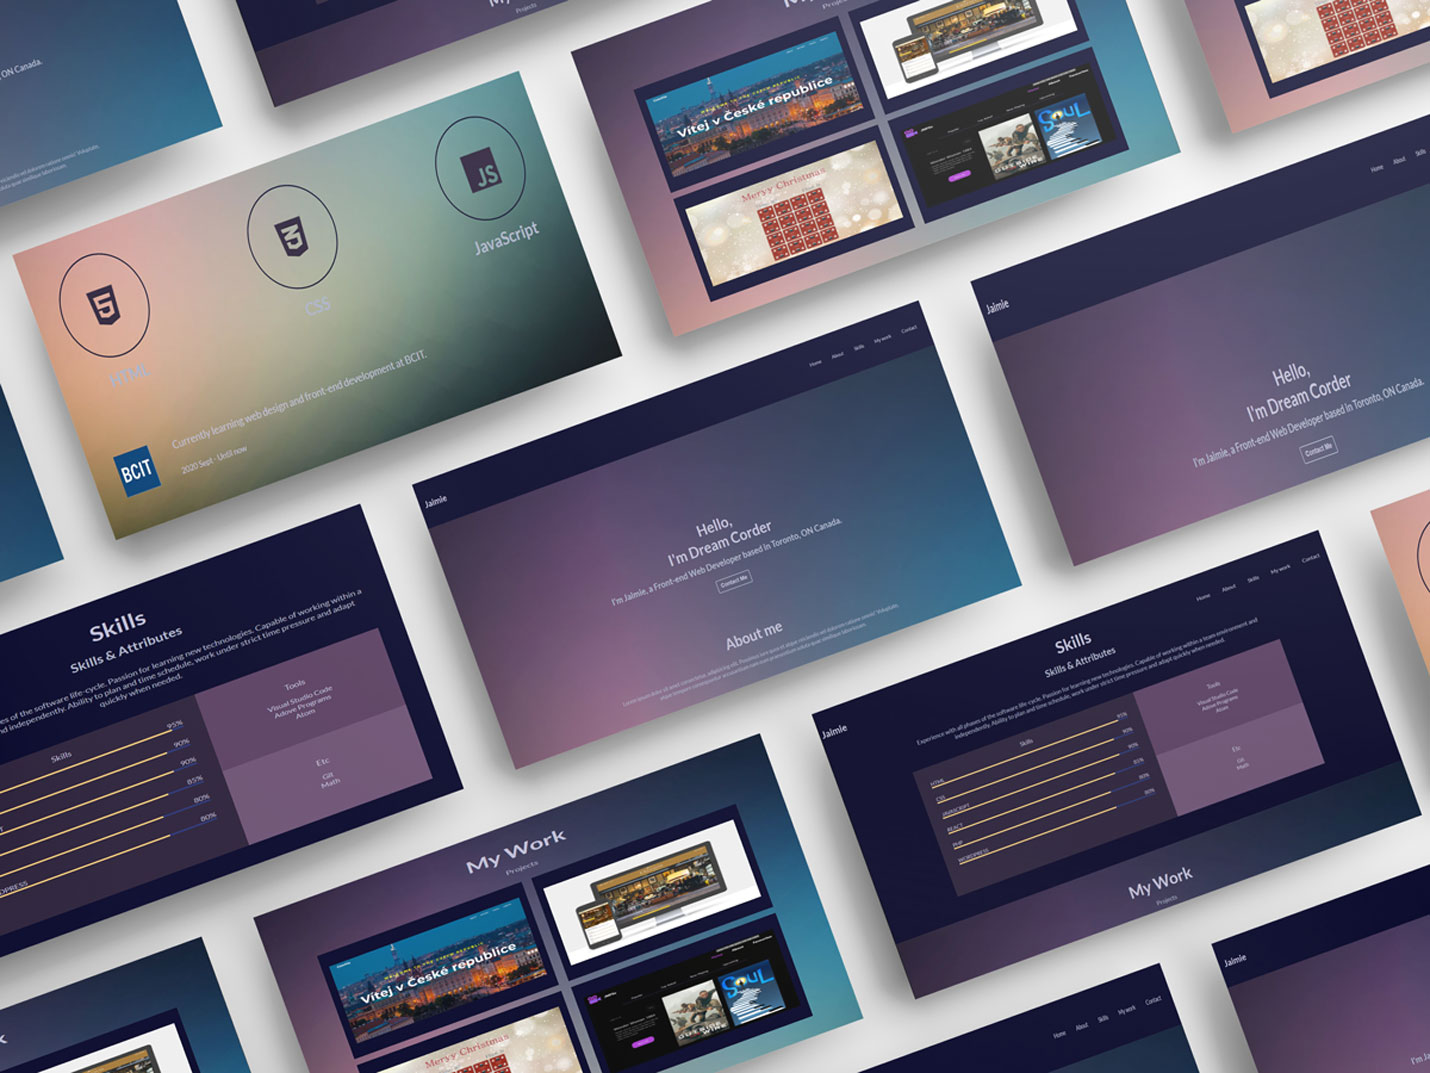 , ON Canada.
Projects
HTML
CSS
JS
JavaScript
Currently learning web design and front-end development at BCIT.
2020 Sept - Until now
BCIT
Projects
Vítej v České republice
Meryy Christmas
SOUL
Home
About
Skills
Jaimie
Hello,
I'm Dream Corder
I'm Jaimie, a Front-end Web Developer based in Toronto, ON Canada.
Contact Me
Home
About
Skills
My work
Contact
Jaimie
Hello,
I'm Dream Corder
I'm Jaimie, a Front-end Web Developer based in Toronto, ON Canada.
Contact Me
About me
Skills
Skills & Attributes
es of the software life-cycle. Passion for learning new technologies. Capable of working within a
d independently. Ability to plan and time schedule, work under strict time pressure and adapt
quickly when needed.
Skills
95%
90%
90%
85%
80%
80%
Tools
Visual Studio Code
Adove Programs
Atom
Etc
Git
Math
Home
About
Skills
My work
Contact
Jaimie
Skills
Skills & Attributes
Experience with all phases of the software life-cycle. Passion for learning new technologies. Capable of working within a team environment and
independently. Ability to plan and time schedule, work under strict time pressure and adapt quickly when needed.
Skills
HTML
CSS
JAVASCRIPT
REACT
PHP
WORDPRESS
95%
90%
90%
85%
80%
80%
Tools
Visual Studio Code
Adove Programs
Atom
Etc
Git
Math
My Work
Projects
My Work
Projects
WELCOME IN THE CZECH REPUBLIC
Vítej v České republice
Meryy Christmas
SOUL
Jaimie
Home
About
Skills
My work
Contact